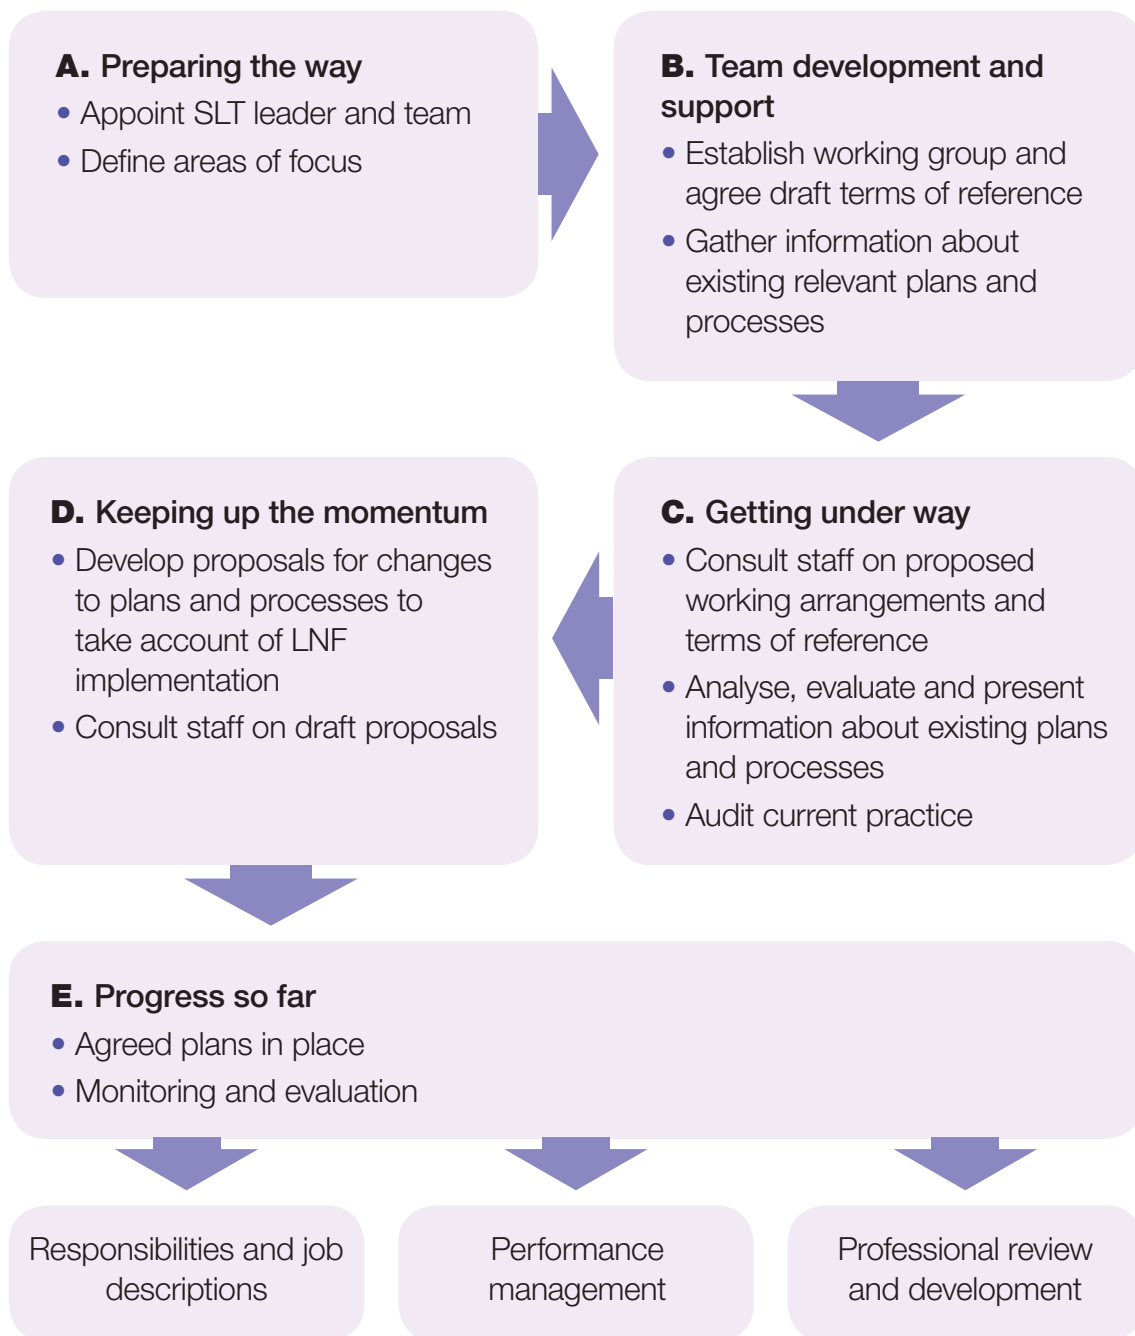 A. Preparing the way
• Appoint SLT leader and team
• Define areas of focus
B. Team development and
support
• Establish working group and
agree draft terms of reference
• Gather information about
existing relevant plans and
processes
C. Getting under way
• Consult staff on proposed
working arrangements and
terms of reference
• Analyse, evaluate and present
information about existing plans
and processes
• Audit current practice
D. Keeping up the momentum
• Develop proposals for changes
to plans and processes to
take account of LNF
implementation
• Consult staff on draft proposals
E. Progress so far
• Agreed plans in place
• Monitoring and evaluation
Responsibilities and job
descriptions
Performance
management
Professional review
and development